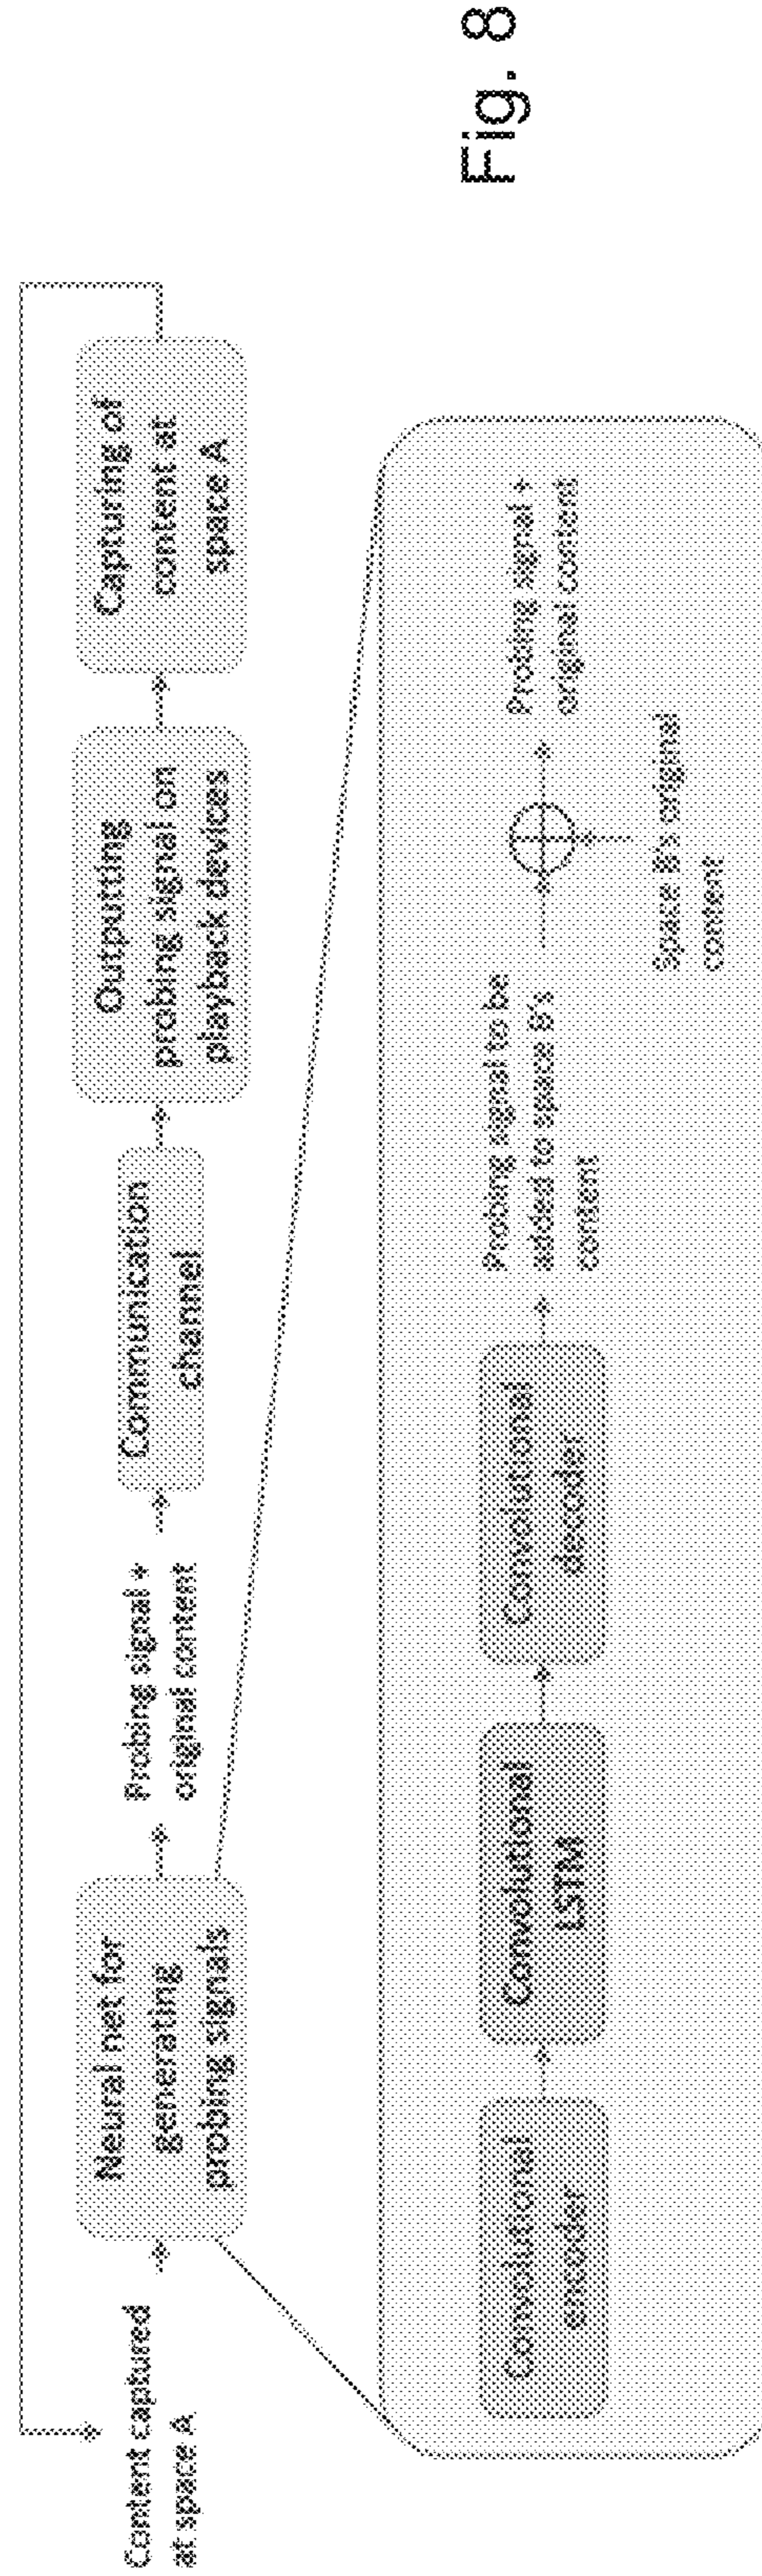 Content captured
at space A
Neural net for
generating
probing signals
Probing signal +
original content
Communication
channel
Outputting
probing signal on
playback devices
Capturing of
content at
space A
Convolutional
encoder
Convolutional
LSTM
Convolutional
decoder
Probing signal to be
added to space B's
content
Space B's original
content
Probing signal +
original content
Fig. 8